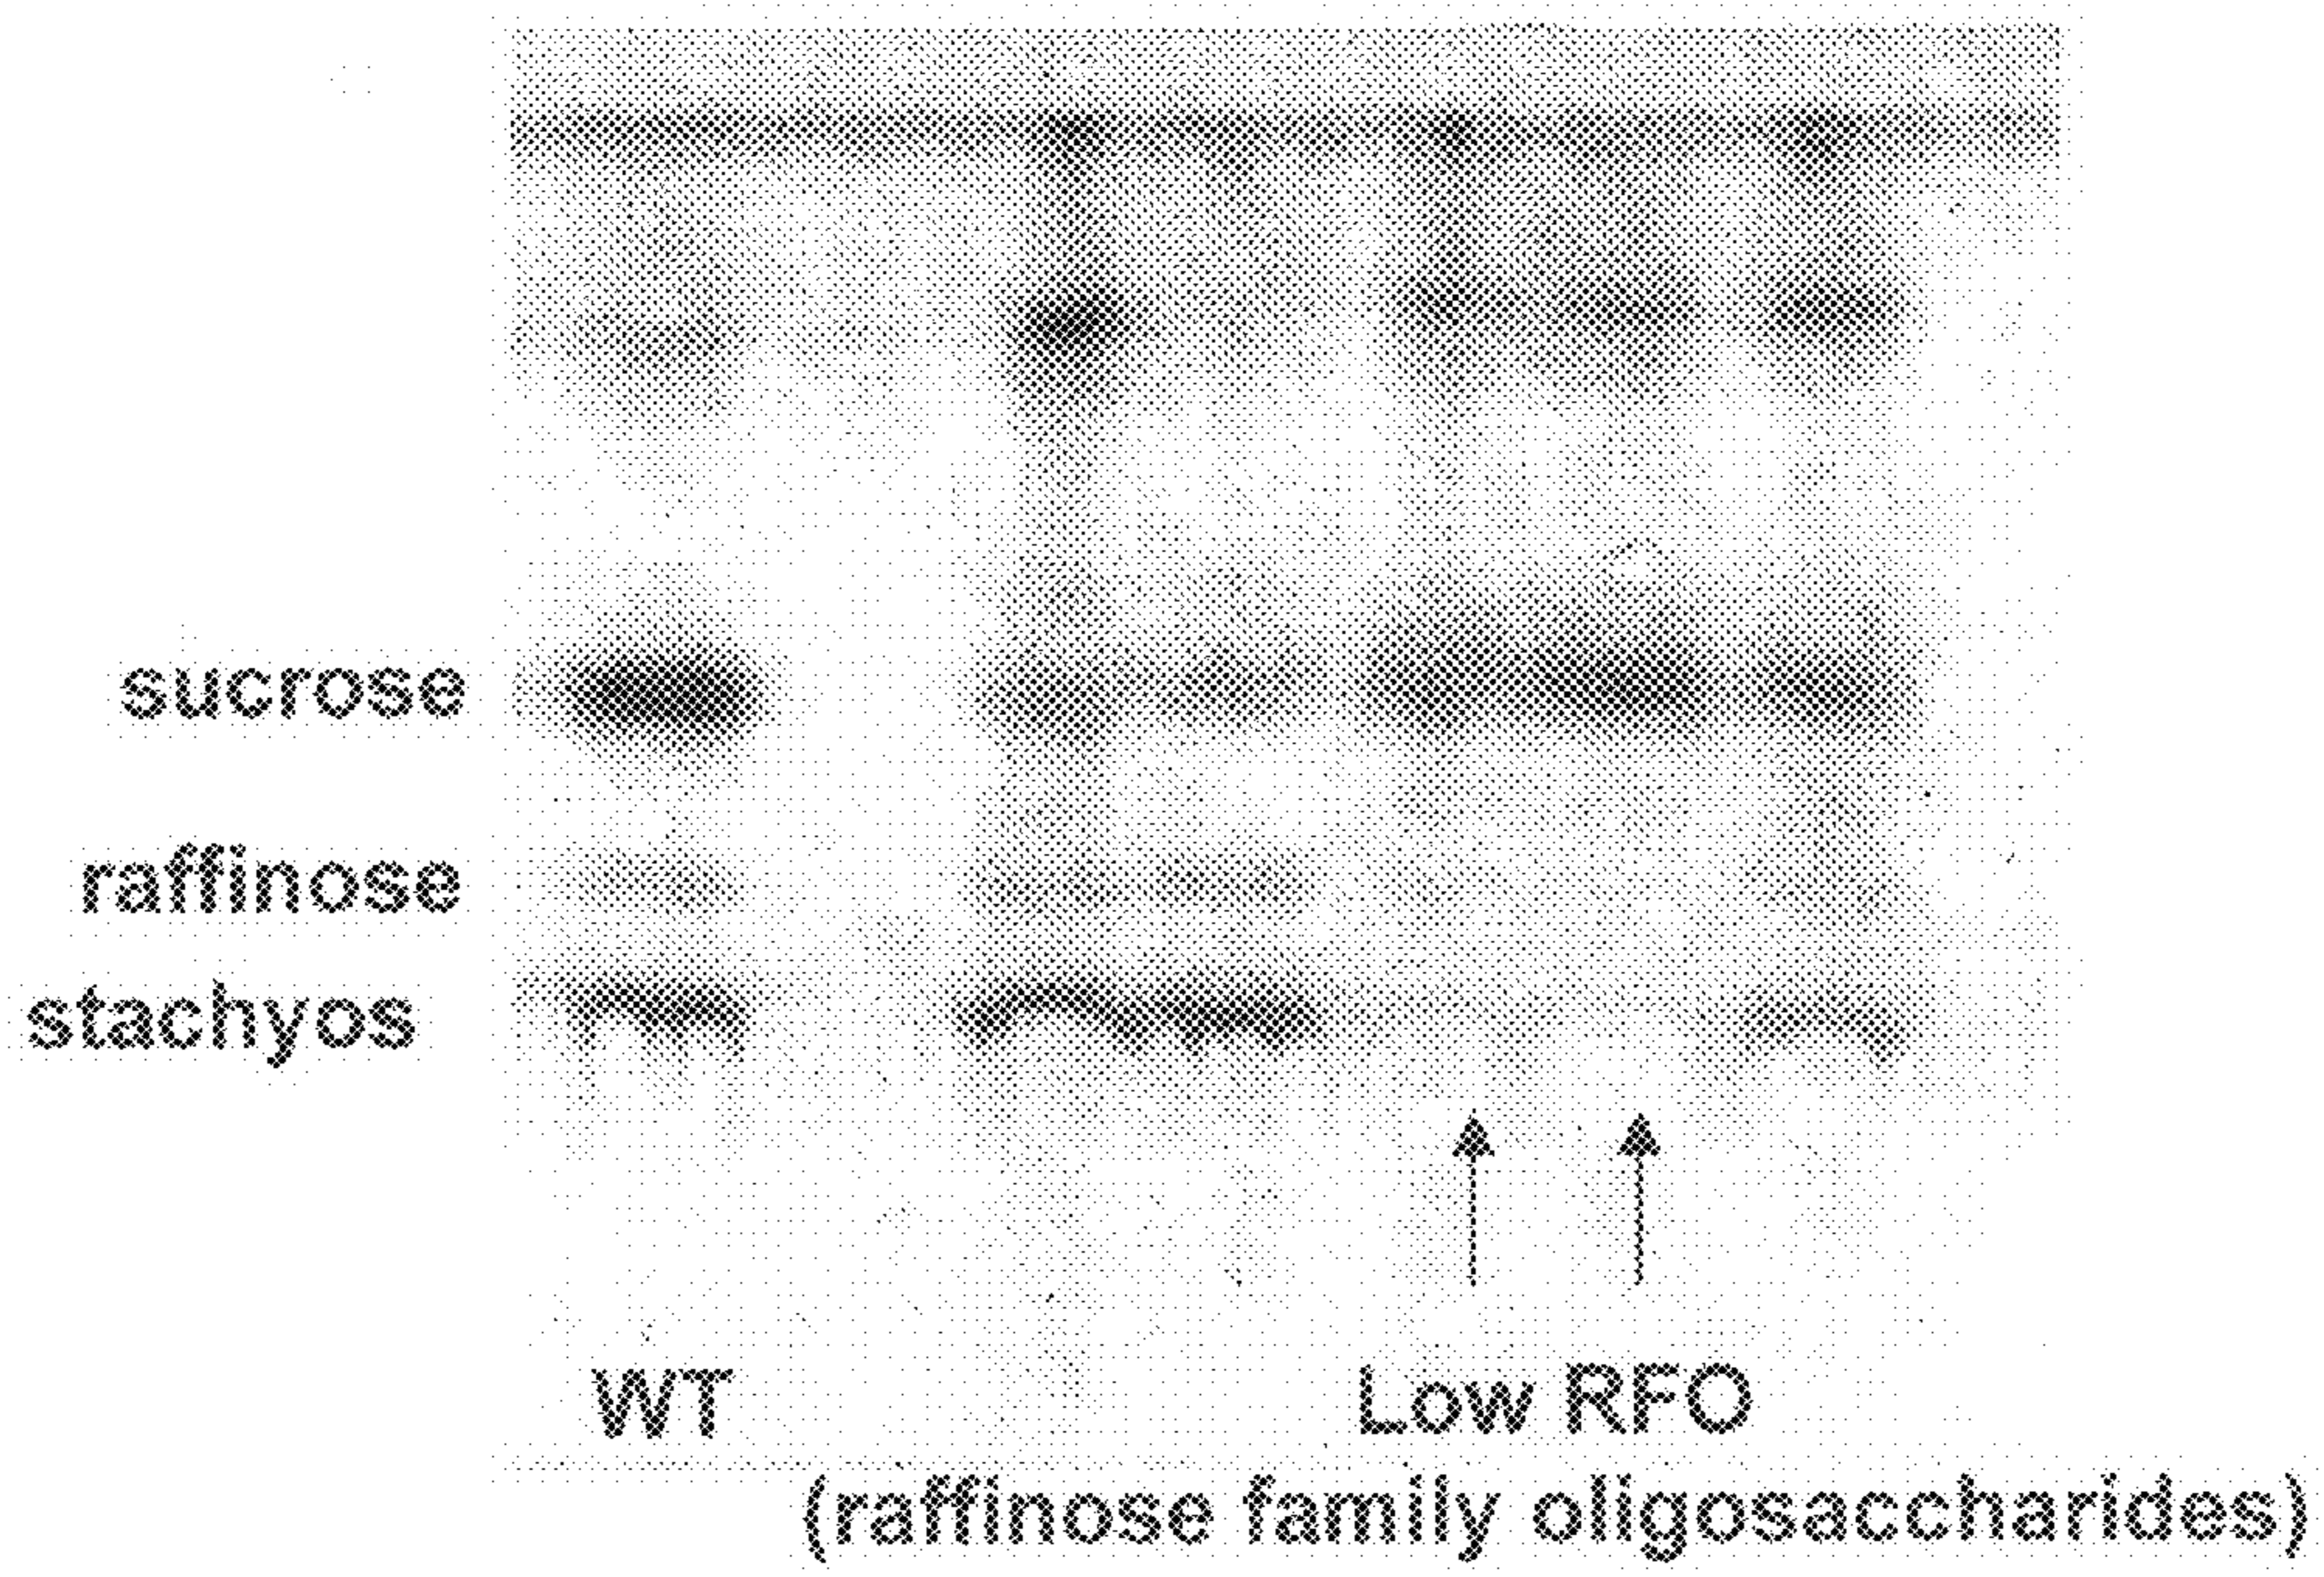 sucrose
raffinose
stachyos
WT
Low RFO
(raffinose family oligosaccharides)